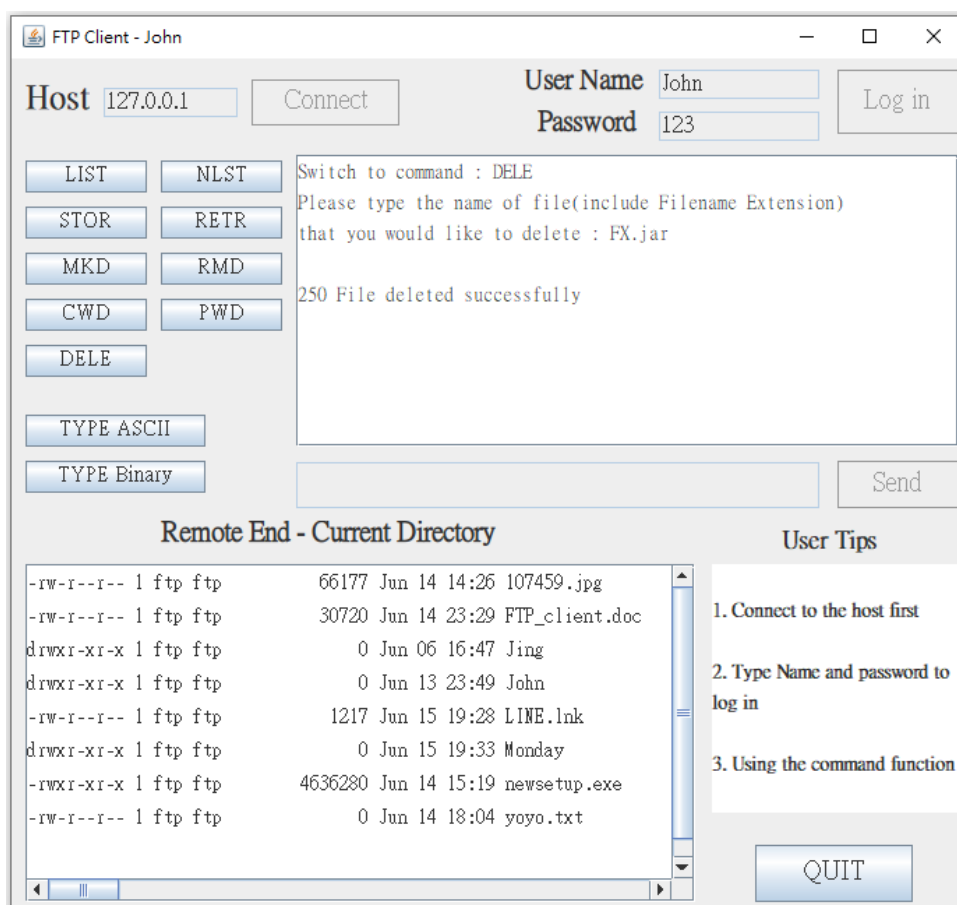 FTP Client - John
Host 127.0.0.1 Connect
User Name John
Password 123
Log in
LIST NLST
STOR RETR
MKD RMD
CWD PWD
DELE
TYPE ASCII
TYPE Binary
Switch to command : DELE
Please type the name of file(include Filename Extension)
that you would like to delete : FX.jar
250 File deleted successfully
Send
Remote End - Current Directory
-rw-r--r-- 1 ftp ftp 66177 Jun 14 14:26 107459.jpg
-rw-r--r-- 1 ftp ftp 30720 Jun 14 23:29 FTP_client.doc
drwxr-xr-x 1 ftp ftp 0 Jun 06 16:47 Jing
drwxr-xr-x 1 ftp ftp 0 Jun 13 23:49 John
-rw-r--r-- 1 ftp ftp 1217 Jun 15 19:28 LINE.lnk
drwxr-xr-x 1 ftp ftp 0 Jun 15 19:33 Monday
-rwxr-xr-x 1 ftp ftp 4636280 Jun 14 15:19 newsetup.exe
-rw-r--r-- 1 ftp ftp 0 Jun 14 18:04 yoyo.txt
User Tips
1. Connect to the host first
2. Type Name and password to
log in
3. Using the command function
QUIT